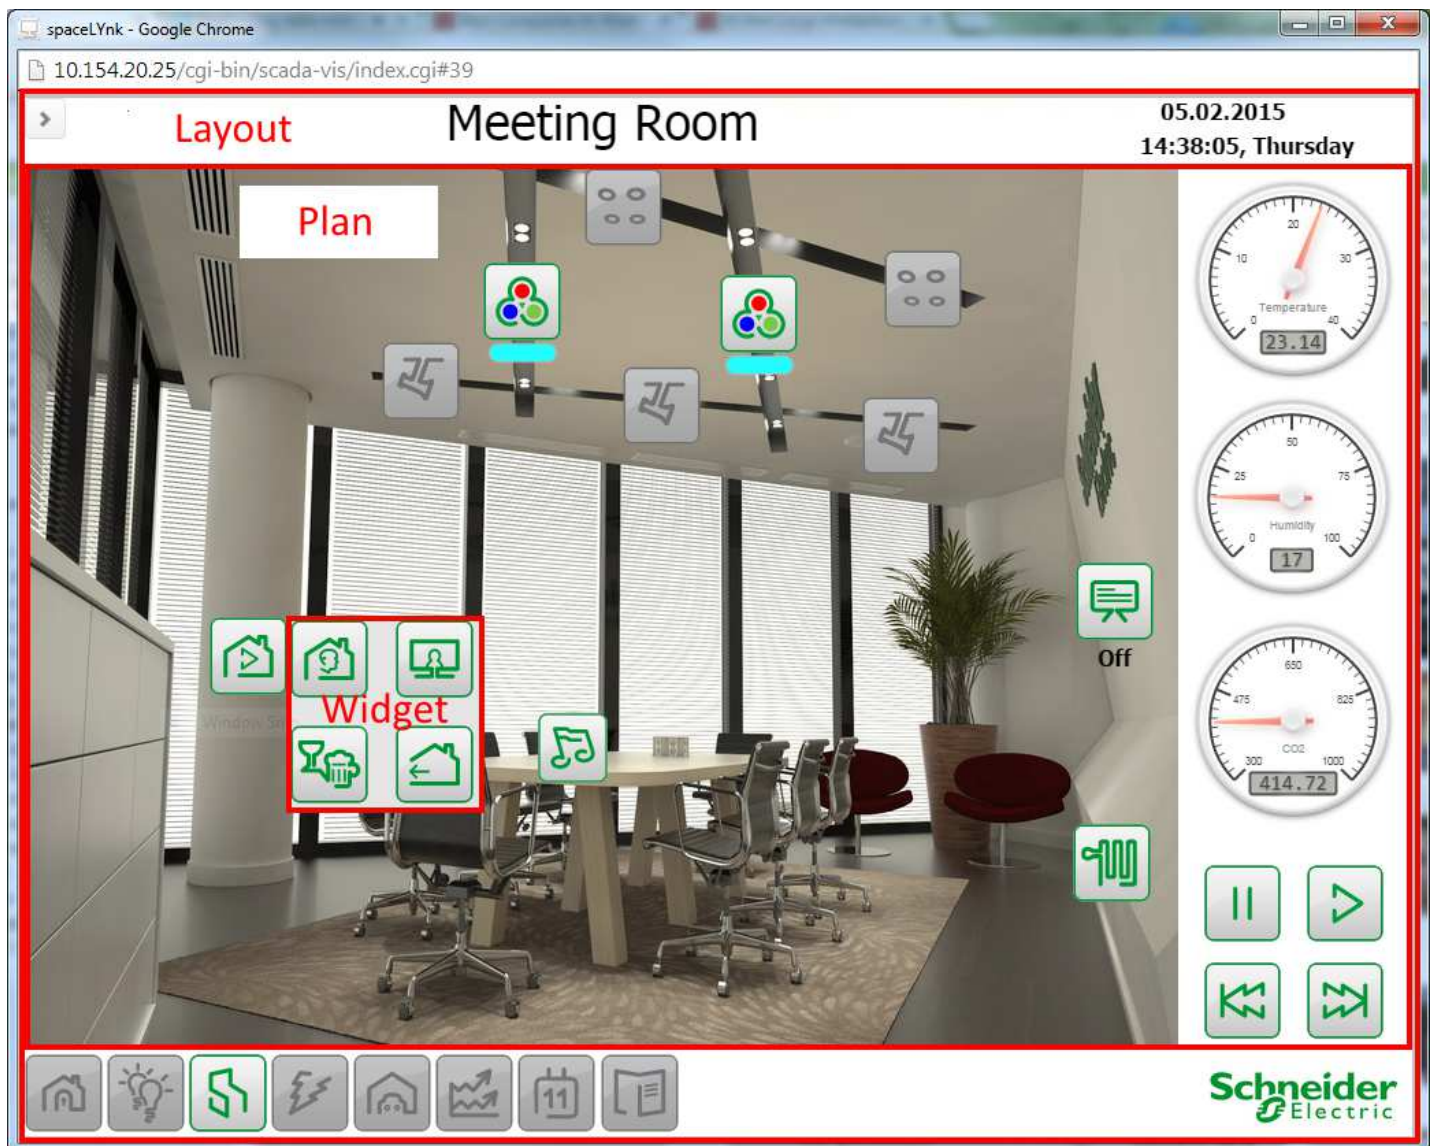 spaceLYnk - Google Chrome
10.154.20.25/cgi-bin/scada-vis/index.cgi#39
Layout
Meeting Room
05.02.2015
14:38:05, Thursday
Plan
20
10
30
Temperature
0
40
23.14
50
25
75
Humidity
0
100
17
Off
650
475
825
CO2
300
1000
414.72
Widget
11
Schneider
Electric